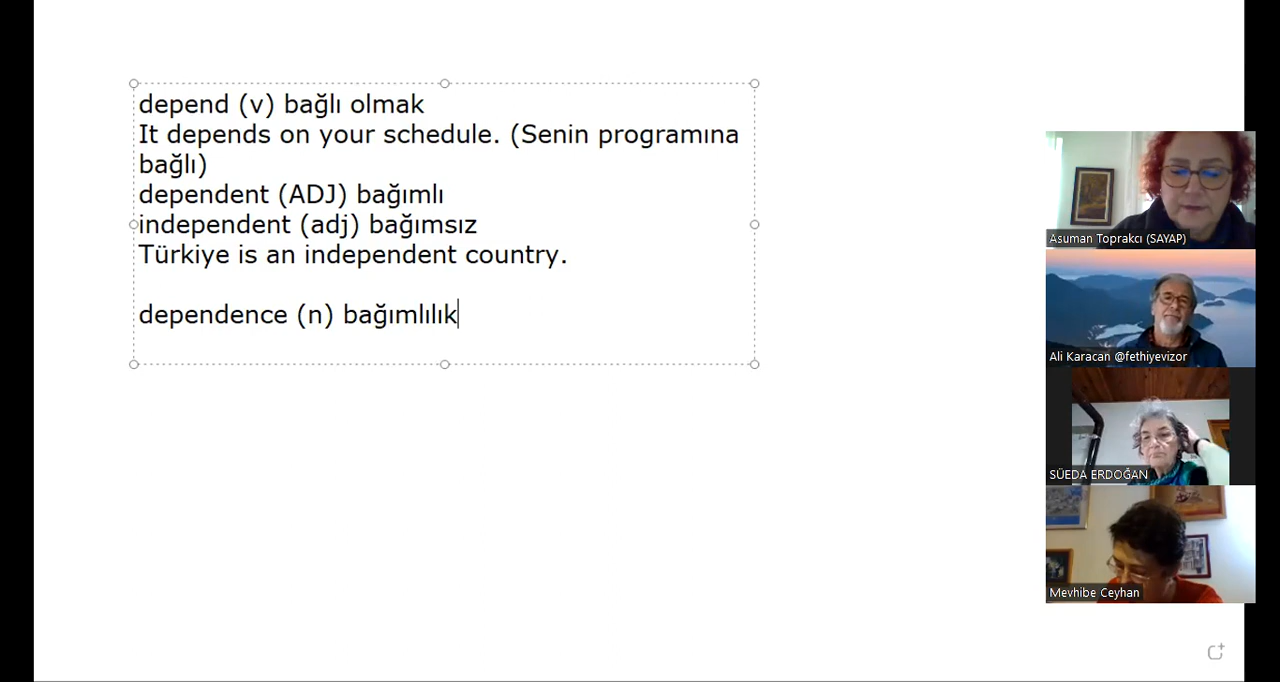 depend (v) bağlı olmak
It depends on your schedule. (Senin programına
bağlı)
dependent (ADJ) bağımlı
independent (adj) bağımsız
Türkiye is an independent country.
dependence (n) bağımlılık
Asuman Toprakcı (SAYAP)
Ali Karacan @fethiyevizor
SÜEDA ERDOĞAN
Mevhibe Ceyhan